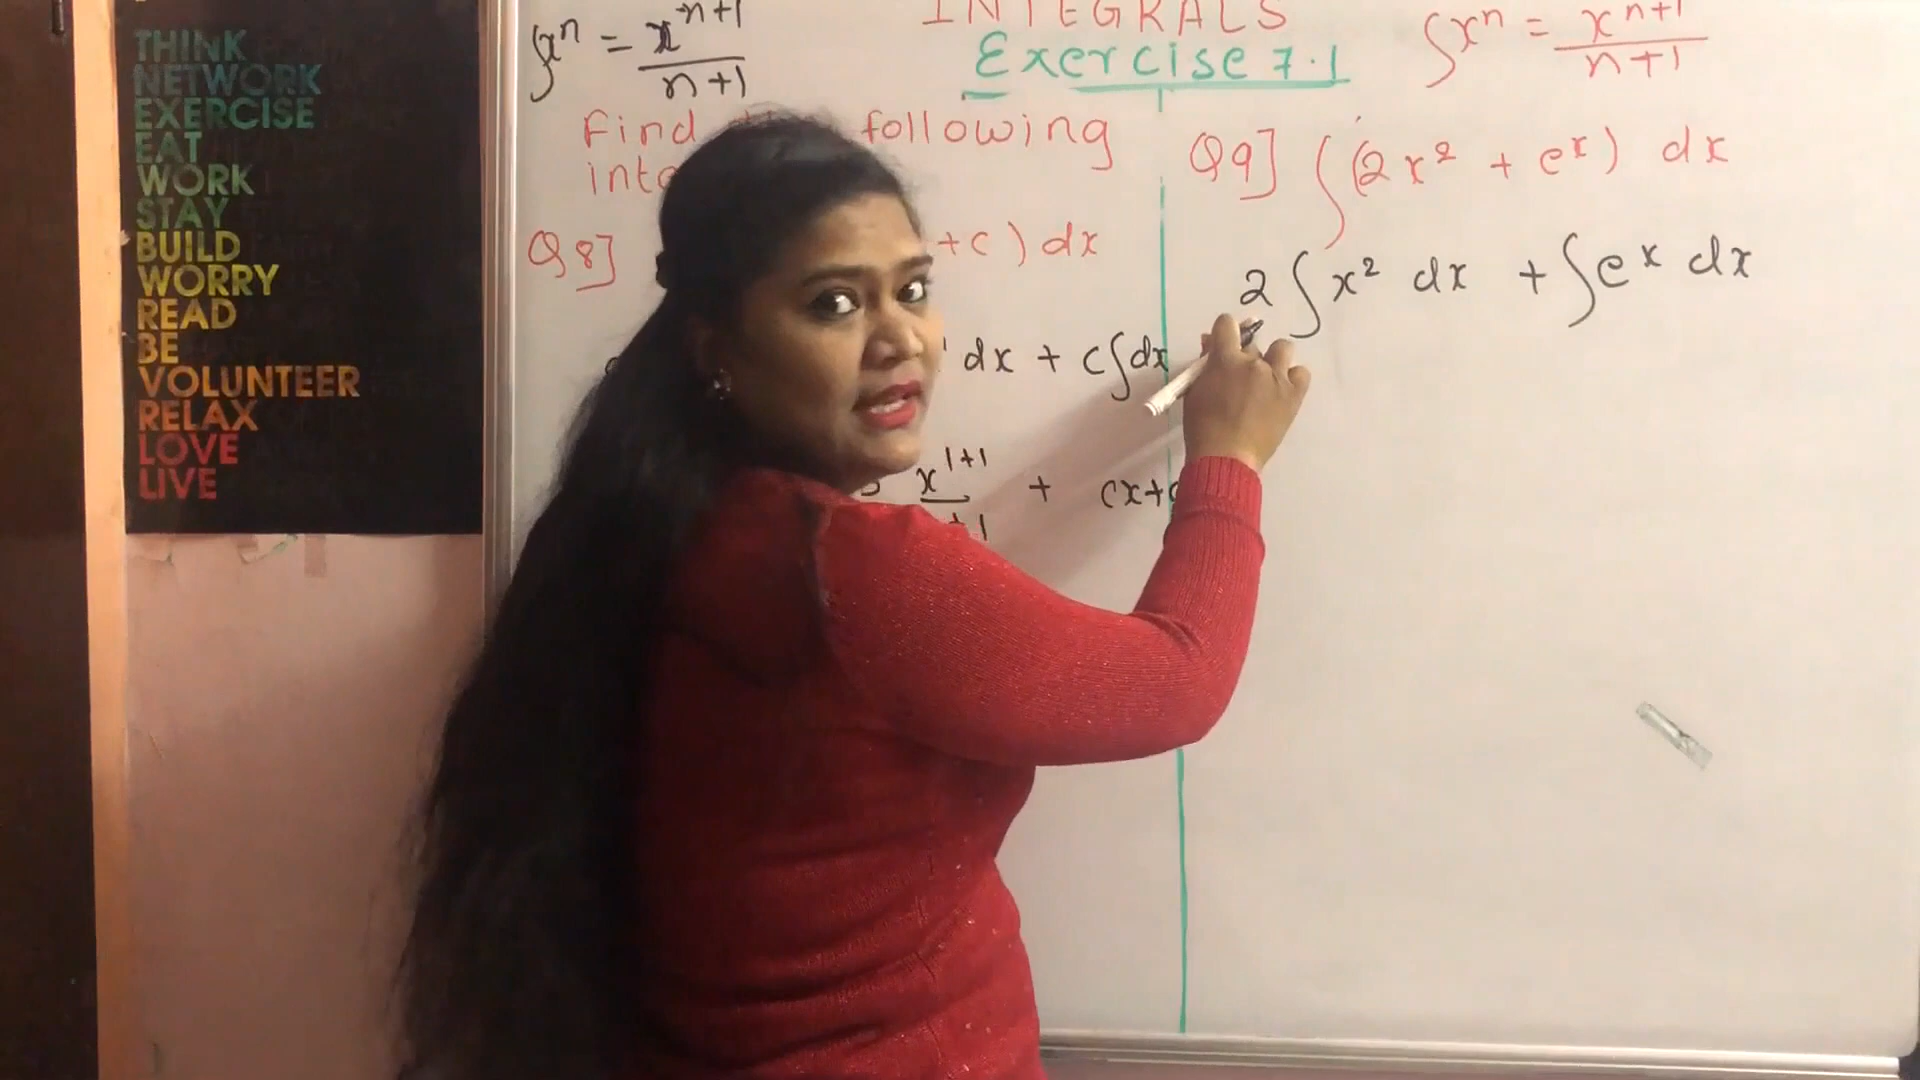 THINK
NETWORK
EXERCISE
EAT
WORK
STAY
BUILD
WORRY
READ
BE
VOLUNTEER
RELAX
LOVE
LIVE
INTEGRALS
Exercise 7.1
∫xⁿ = xⁿ⁺¹/n+1
∫xⁿ = xⁿ⁺¹/n+1
Find following
Q8] +c) dx
dx + c∫dx
x¹⁺¹ + cx+
+1
Q9] ∫(2x² + eˣ) dx
2∫x² dx + ∫eˣ dx